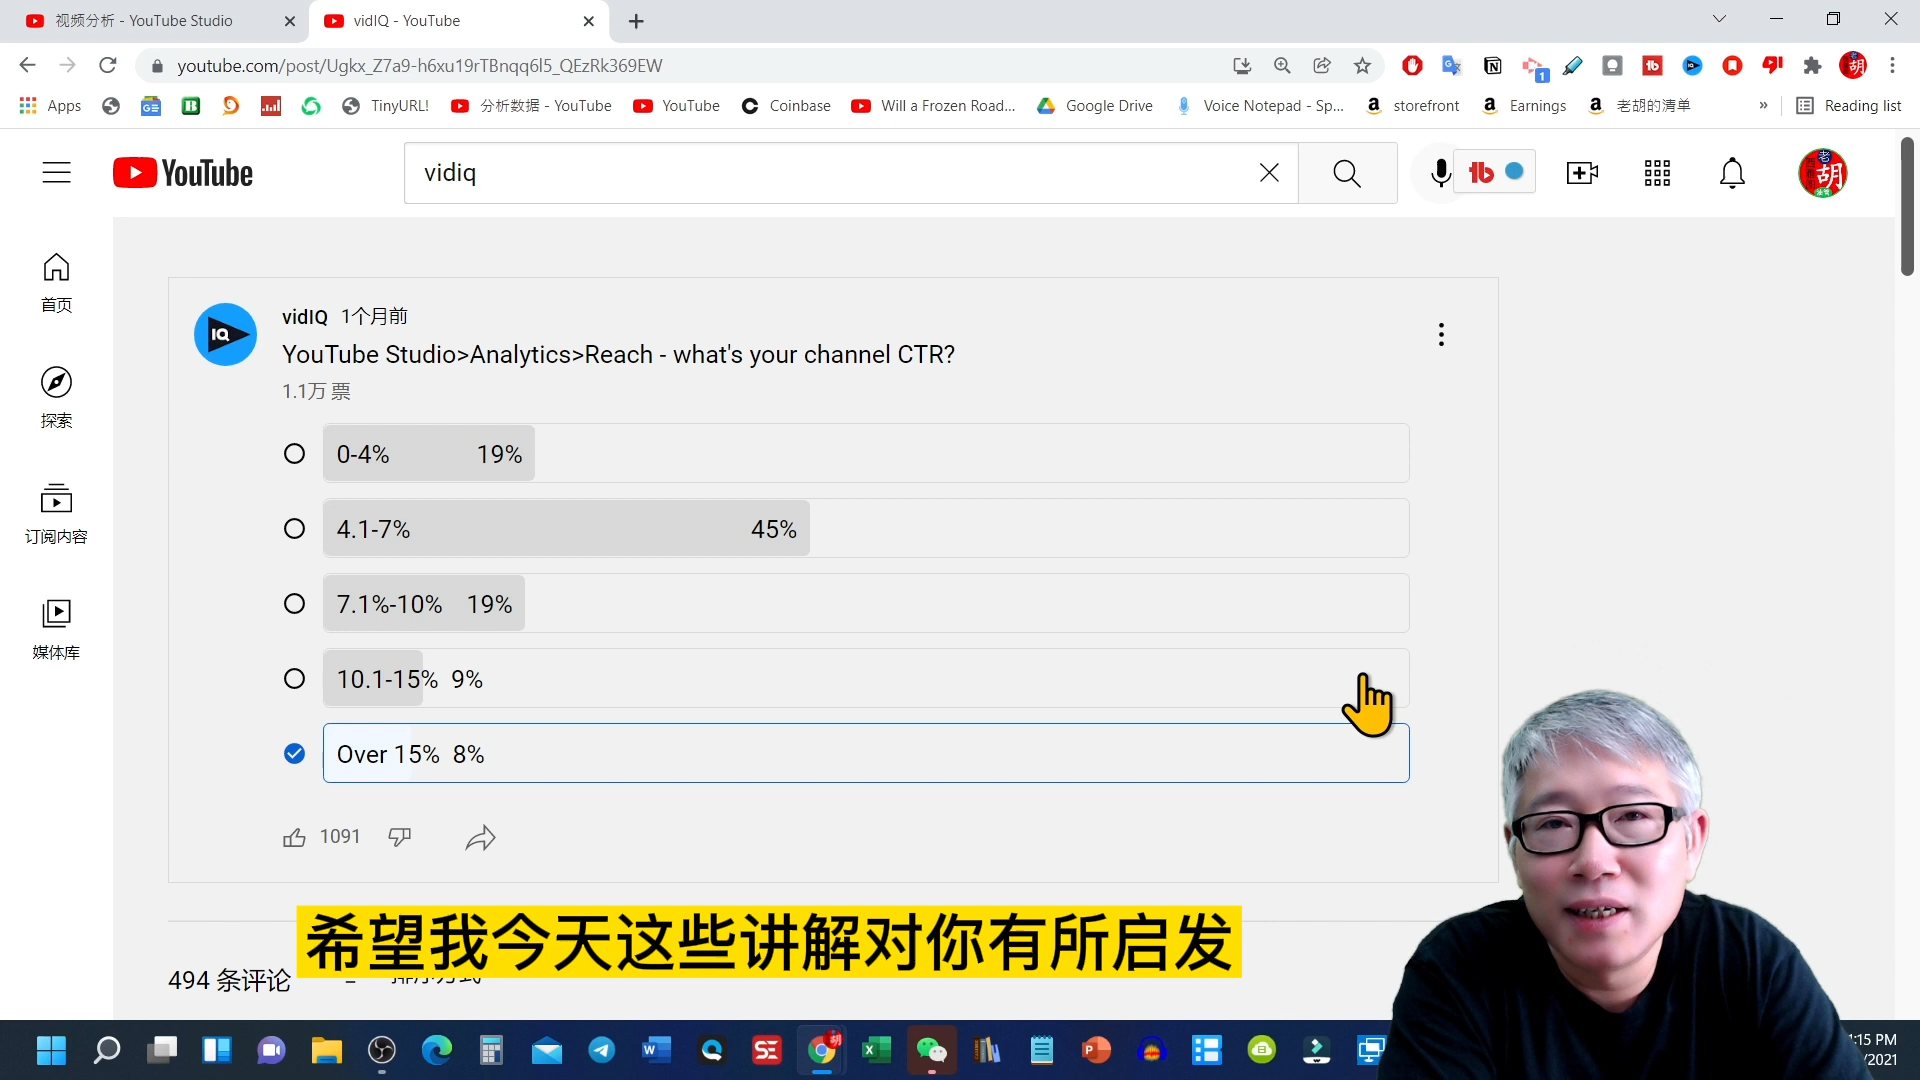 视频分析 - YouTube Studio
vidIQ - YouTube
youtube.com/post/Ugkx_Z7a9-h6xu19rTBnqq6l5_QEzRk369EW
Apps
TinyURL!
分析数据 - YouTube
YouTube
Coinbase
Will a Frozen Road...
Google Drive
Voice Notepad - Sp...
storefront
Earnings
老胡的清单
Reading list
YouTube
vidiq
首页
探索
订阅内容
媒体库
vidIQ 1个月前
YouTube Studio>Analytics>Reach - what's your channel CTR?
1.1万 票
0-4% 19%
4.1-7% 45%
7.1%-10% 19%
10.1-15% 9%
Over 15% 8%
1091
希望我今天这些讲解对你有所启发
494 条评论
:15 PM
/2021